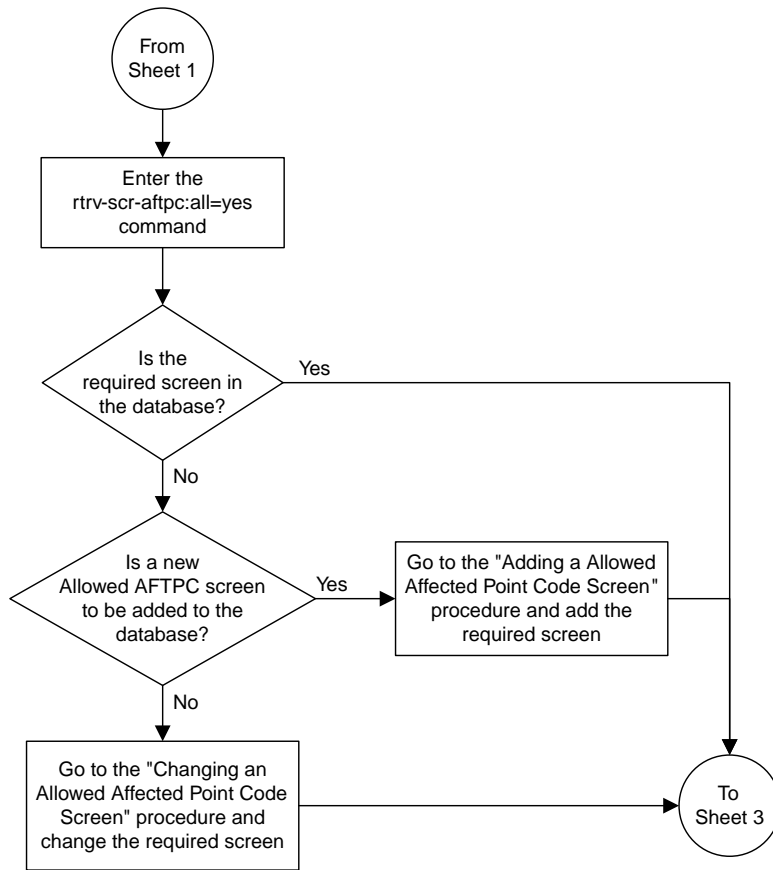 From
Sheet 1
Enter the
rtrv-scr-aftpc:all=yes
command
Is the
required screen in
the database?
Yes
No
Is a new
Allowed AFTPC screen
to be added to the
database?
Yes
Go to the "Adding a Allowed
Affected Point Code Screen"
procedure and add the
required screen
No
Go to the "Changing an
Allowed Affected Point Code
Screen" procedure and
change the required screen
To
Sheet 3